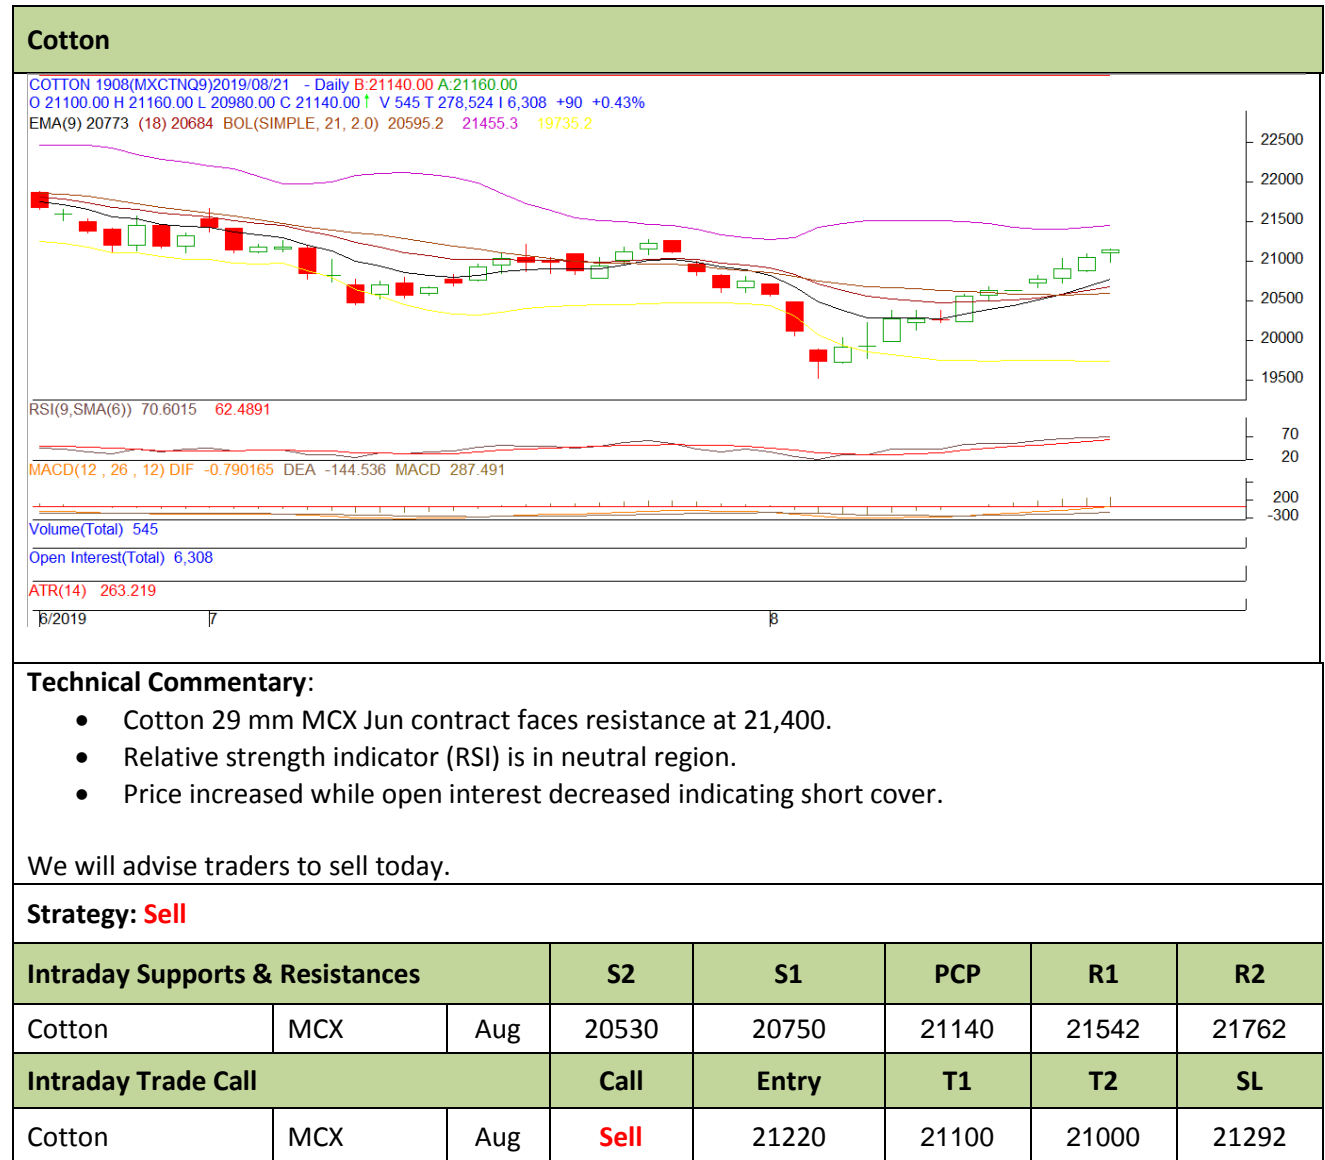 Cotton
COTTON 1908(MXCTNQ9)2019/08/21 - Daily B:21140.00 A:21160.00
O 21100.00 H 21160.00 L 20980.00 C 21140.00↑ V 545 T 278,524 I 6,308 +90 +0.43%
EMA(9) 20773 (18) 20684 BOL(SIMPLE, 21, 2.0) 20595.2 21455.3 19735.2
22500
22000
21500
21000
20500
20000
19500
RSI(9,SMA(6)) 70.6015 62.4891
70
20
MACD(12 , 26 , 12) DIF -0.790165 DEA -144.536 MACD 287.491
200
-300
Volume(Total) 545
Open Interest(Total) 6,308
ATR(14) 263.219
6/2019 7 8
Technical Commentary:
• Cotton 29 mm MCX Jun contract faces resistance at 21,400.
• Relative strength indicator (RSI) is in neutral region.
• Price increased while open interest decreased indicating short cover.
We will advise traders to sell today.
Strategy: Sell
Intraday Supports & Resistances S2 S1 PCP R1 R2
Cotton MCX Aug 20530 20750 21140 21542 21762
Intraday Trade Call Call Entry T1 T2 SL
Cotton MCX Aug Sell 21220 21100 21000 21292